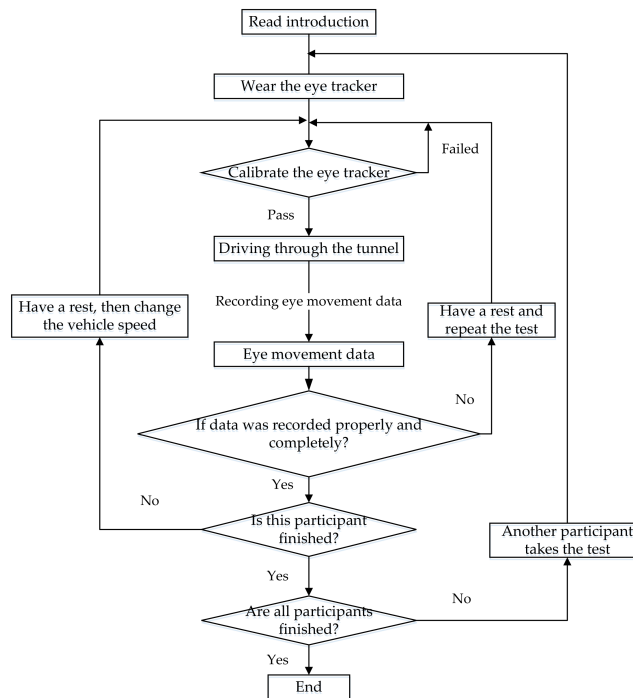 Read introduction
Wear the eye tracker
Failed
Calibrate the eye tracker
Pass
Driving through the tunnel
Recording eye movement data
Have a rest, then change
the vehicle speed
Have a rest and
repeat the test
Eye movement data
No
If data was recorded properly and
completely?
Yes
No
Is this participant
finished?
Another participant
takes the test
Yes
No
Are all participants
finished?
Yes
End